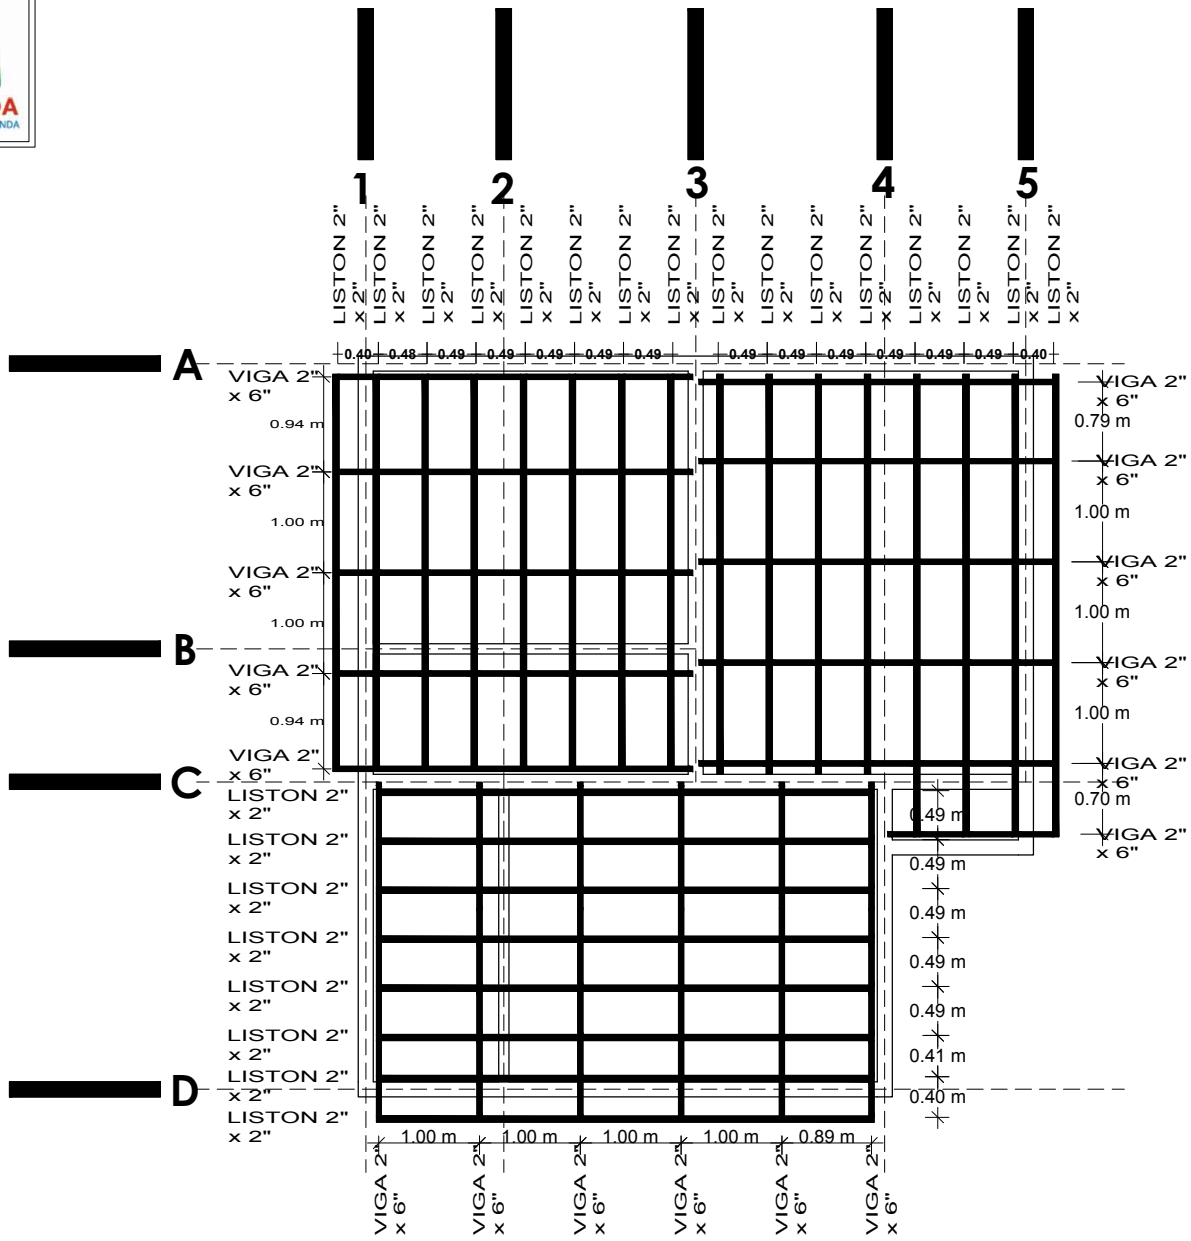 DA
NDA
1
2
3
4
5
LISTON 2"
x 2"
LISTON 2"
x 2"
LISTON 2"
x 2"
LISTON 2"
x 2"
LISTON 2"
x 2"
LISTON 2"
x 2"
LISTON 2"
x 2"
LISTON 2"
x 2"
LISTON 2"
x 2"
LISTON 2"
x 2"
LISTON 2"
x 2"
LISTON 2"
x 2"
LISTON 2"
x 2"
LISTON 2"
x 2"
LISTON 2"
x 2"
LISTON 2"
x 2"
0.40 0.48 0.49 0.49 0.49 0.49 0.49 0.49 0.49 0.49 0.49 0.49 0.49 0.40
A
VIGA 2"
x 6"
0.94 m
VIGA 2"
x 6"
1.00 m
VIGA 2"
x 6"
1.00 m
B
VIGA 2"
x 6"
0.94 m
VIGA 2"
x 6"
C
VIGA 2"
x 6"
0.79 m
VIGA 2"
x 6"
1.00 m
VIGA 2"
x 6"
1.00 m
VIGA 2"
x 6"
1.00 m
VIGA 2"
x 6"
0.70 m
VIGA 2"
x 6"
LISTON 2"
x 2"
LISTON 2"
x 2"
LISTON 2"
x 2"
LISTON 2"
x 2"
LISTON 2"
x 2"
LISTON 2"
x 2"
LISTON 2"
x 2"
LISTON 2"
x 2"
D
0.49 m
0.49 m
0.49 m
0.49 m
0.49 m
0.41 m
0.40 m
1.00 m 1.00 m 1.00 m 1.00 m 0.89 m
VIGA 2"
x 6"
VIGA 2"
x 6"
VIGA 2"
x 6"
VIGA 2"
x 6"
VIGA 2"
x 6"
VIGA 2"
x 6"